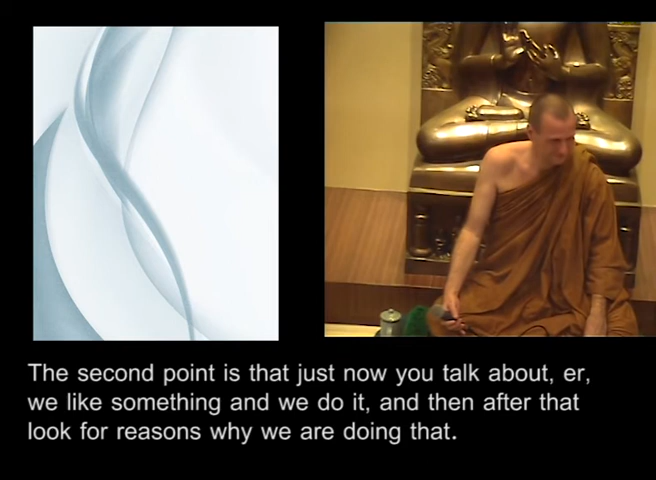 The second point is that just now you talk about, er,
we like something and we do it, and then after that
look for reasons why we are doing that.